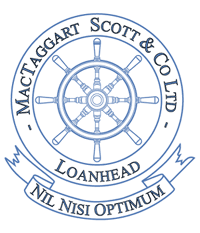 - MacTaggart Scott & Co Ltd -
Loanhead
Nil Nisi Optimum